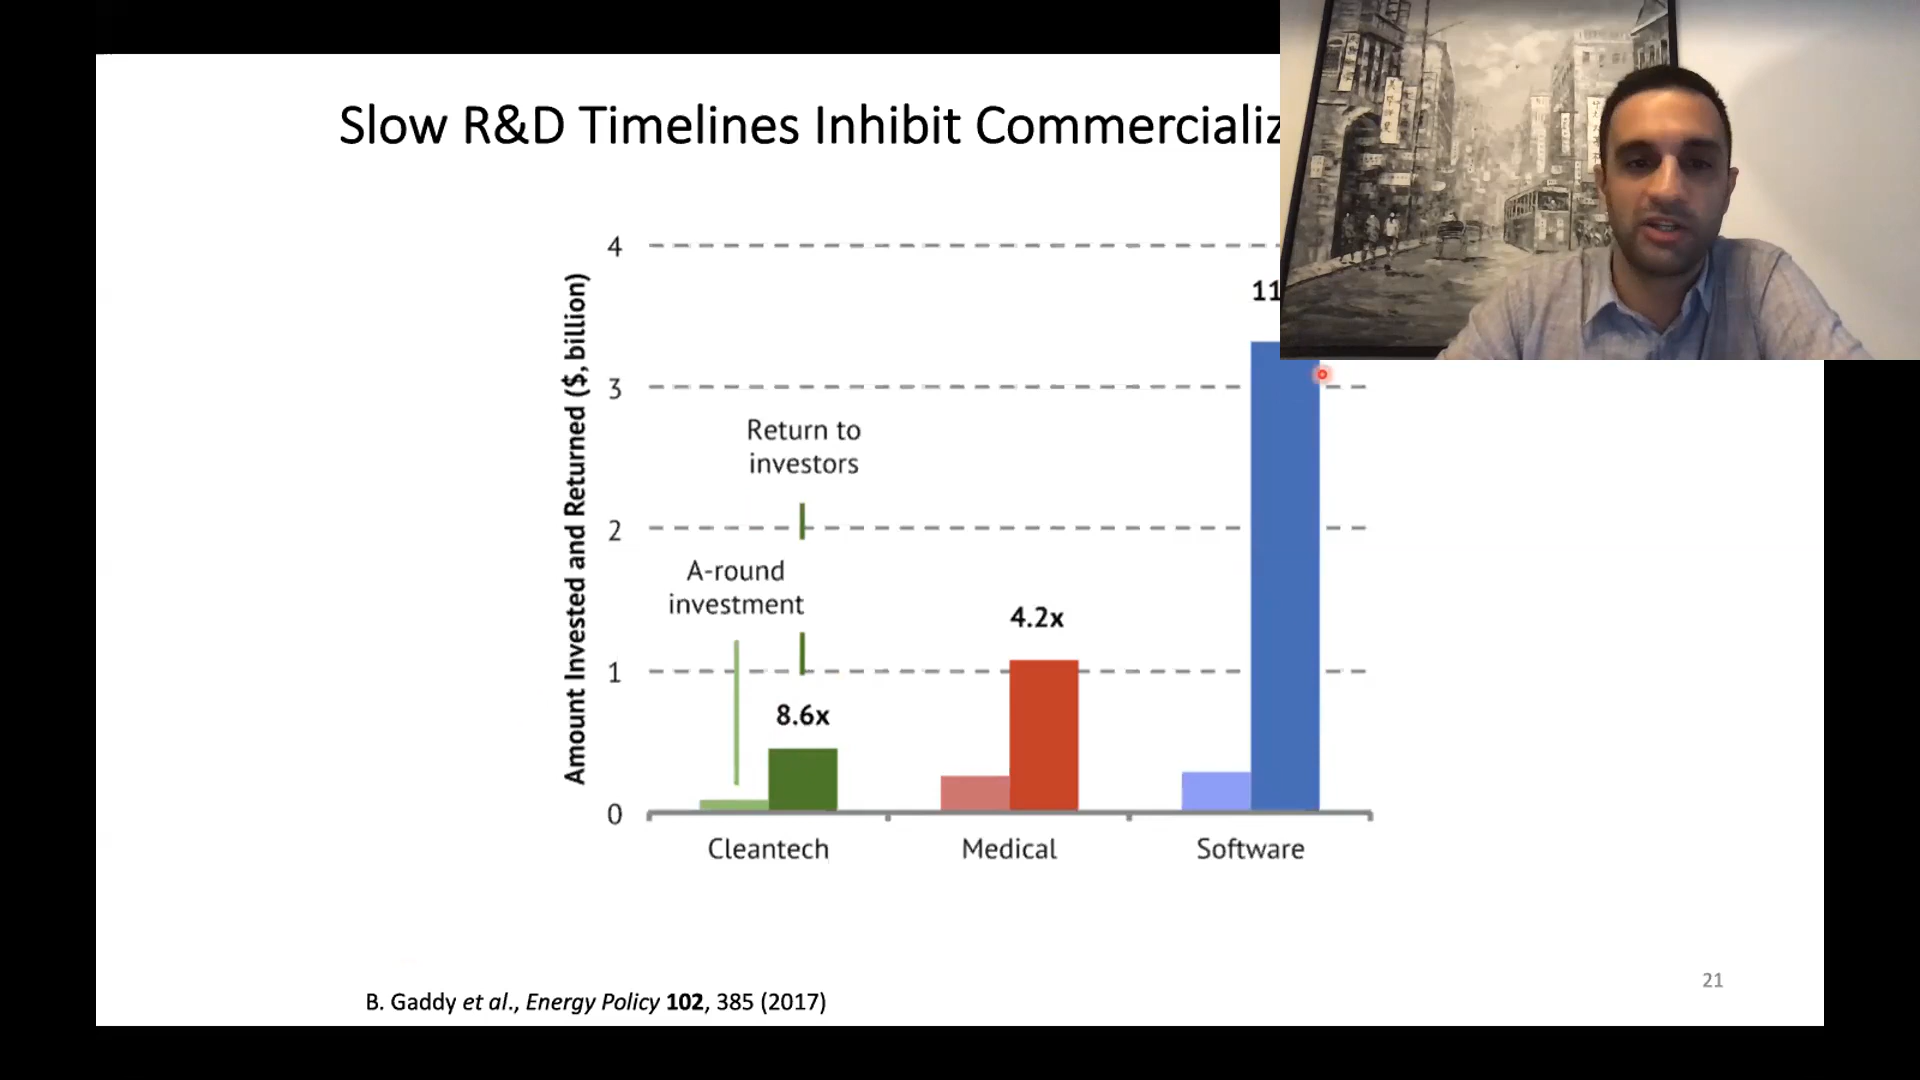 Slow R&D Timelines Inhibit
4
11
Amount Invested and Returned ($, billion)
3
Return to
investors
2
A-round
investment
4.2x
1
8.6x
0
Cleantech
Medical
Software
21
B. Gaddy et al., Energy Policy 102, 385 (2017)